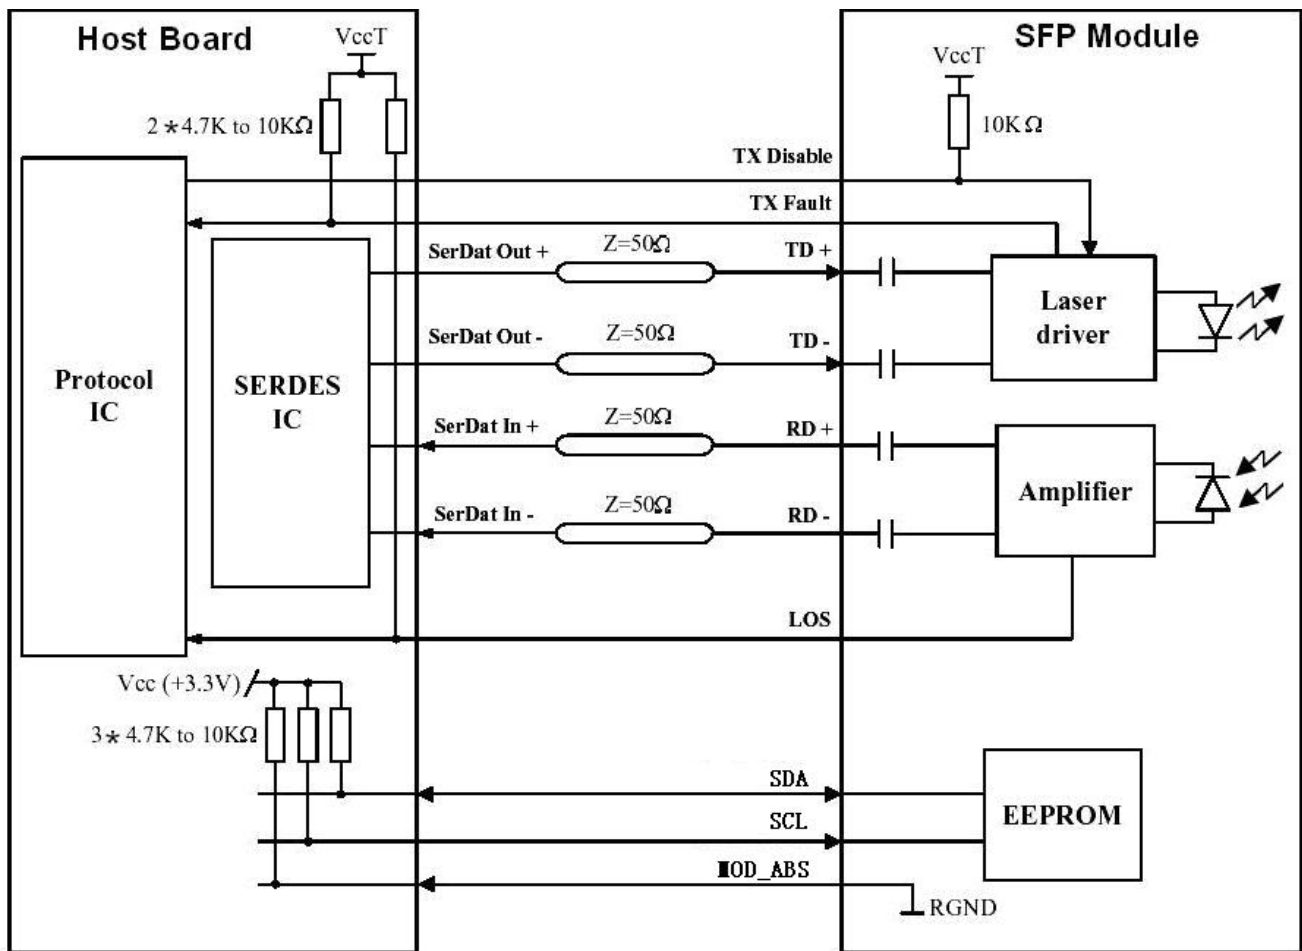 Host Board
SFP Module
VccT
VccT
2*4.7K to 10KΩ
10KΩ
TX Disable
TX Fault
SerDat Out +
Z=50Ω
TD +
Laser
driver
SerDat Out -
Z=50Ω
TD -
Protocol
IC
SERDES
IC
SerDat In +
Z=50Ω
RD +
Amplifier
SerDat In -
Z=50Ω
RD -
LOS
Vcc (+3.3V)
3*4.7K to 10KΩ
SDA
SCL
EEPROM
MOD_ABS
RGND